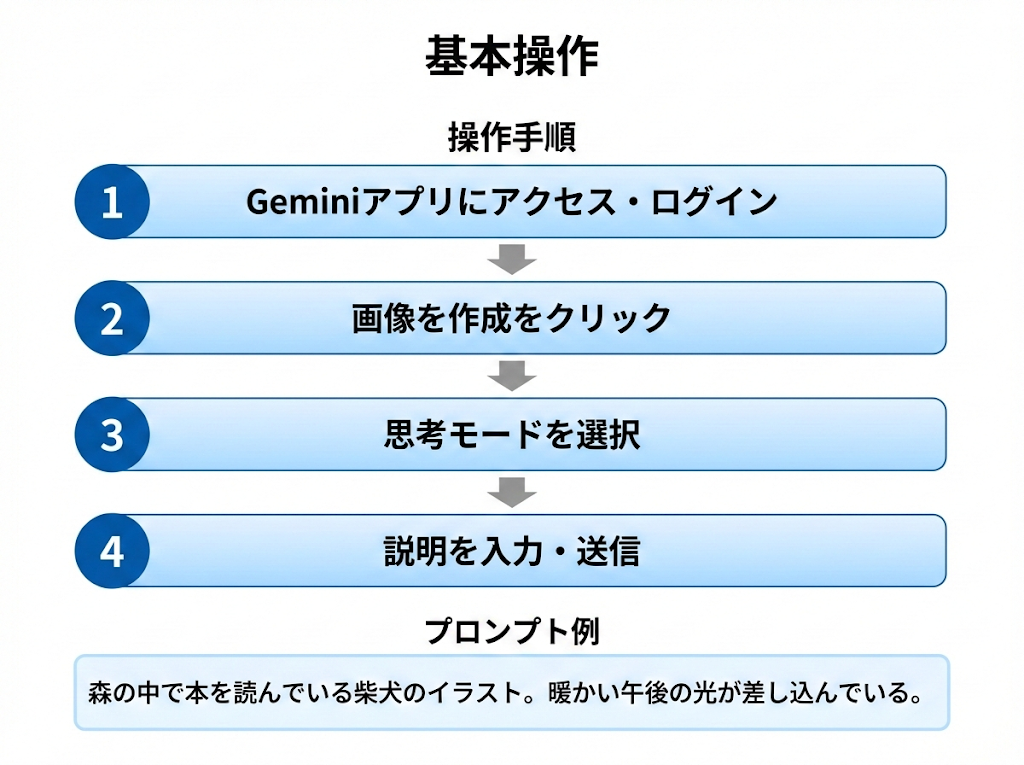 基本操作
操作手順
1 Geminiアプリにアクセス・ログイン
2 画像を作成をクリック
3 思考モードを選択
4 説明を入力・送信
プロンプト例
森の中で本を読んでいる柴犬のイラスト。暖かい午後の光が差し込んでいる。